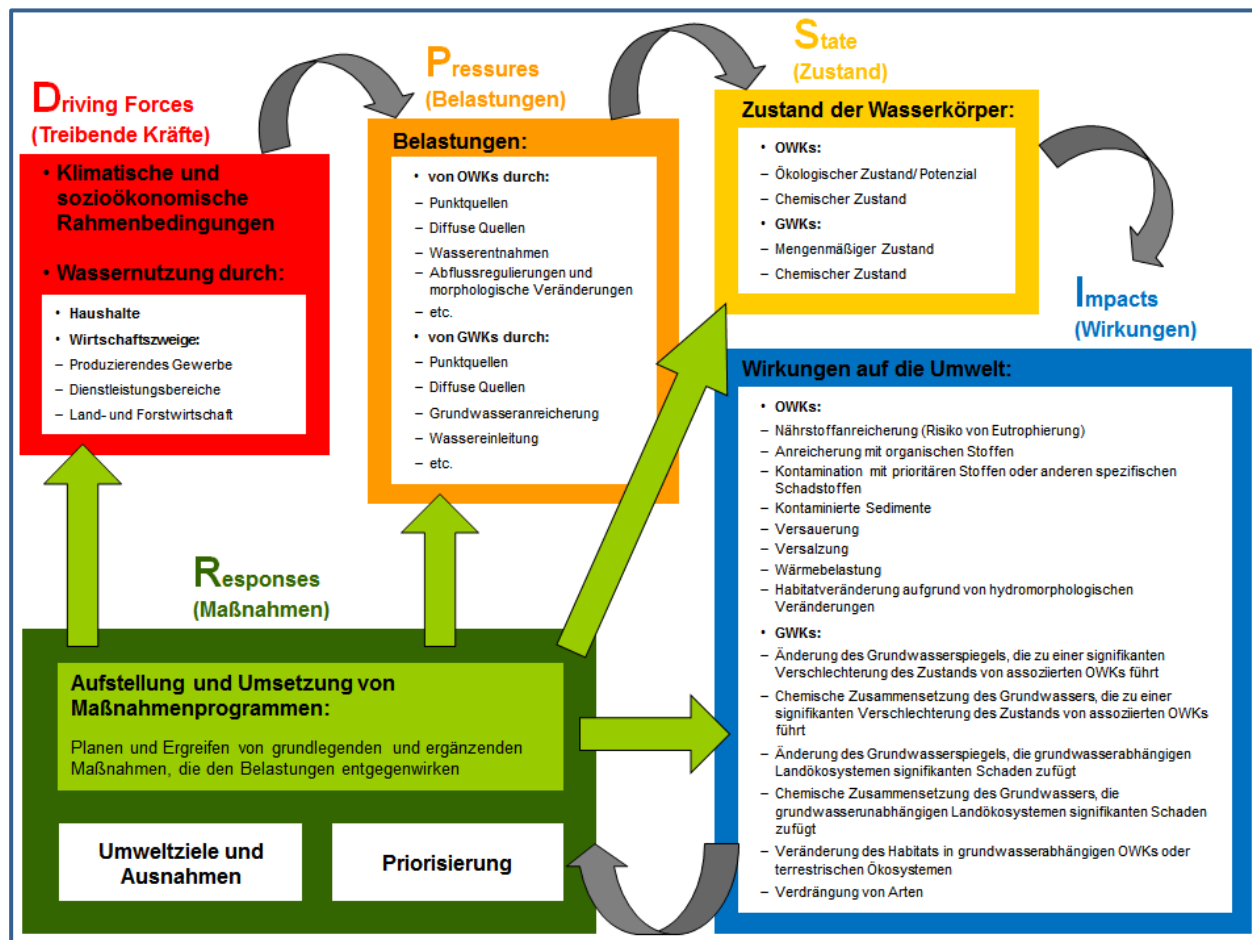 Driving Forces
(Treibende Kräfte)
• Klimatische und
sozioökonomische
Rahmenbedingungen
• Wassernutzung durch:
• Haushalte
• Wirtschaftszweige:
– Produzierendes Gewerbe
– Dienstleistungsbereiche
– Land- und Forstwirtschaft
Pressures
(Belastungen)
Belastungen:
• von OWKs durch:
– Punktquellen
– Diffuse Quellen
– Wasserentnahmen
– Abflussregulierungen und
morphologische Veränderungen
– etc.
• von GWKs durch:
– Punktquellen
– Diffuse Quellen
– Grundwasseranreicherung
– Wassereinleitung
– etc.
State
(Zustand)
Zustand der Wasserkörper:
• OWKs:
– Ökologischer Zustand/ Potenzial
– Chemischer Zustand
• GWKs:
– Mengenmäßiger Zustand
– Chemischer Zustand
Impacts
(Wirkungen)
Wirkungen auf die Umwelt:
• OWKs:
– Nährstoffanreicherung (Risiko von Eutrophierung)
– Anreicherung mit organischen Stoffen
– Kontamination mit prioritären Stoffen oder anderen spezifischen
Schadstoffen
– Kontaminierte Sedimente
– Versauerung
– Versalzung
– Wärmebelastung
– Habitatveränderung aufgrund von hydromorphologischen
Veränderungen
• GWKs:
– Änderung des Grundwasserspiegels, die zu einer signifikanten
Verschlechterung des Zustands von assoziierten OWKs führt
– Chemische Zusammensetzung des Grundwassers, die zu einer
signifikanten Verschlechterung des Zustands von assoziierten OWKs
führt
– Änderung des Grundwasserspiegels, die grundwasserabhängigen
Landökosystemen signifikanten Schaden zufügt
– Chemische Zusammensetzung des Grundwassers, die
grundwasserunabhängigen Landökosystemen signifikanten Schaden
zufügt
– Veränderung des Habitats in grundwasserabhängigen OWKs oder
terrestrischen Ökosystemen
– Verdrängung von Arten
Responses
(Maßnahmen)
Aufstellung und Umsetzung von
Maßnahmenprogrammen:
Planen und Ergreifen von grundlegenden und ergänzenden
Maßnahmen, die den Belastungen entgegenwirken
Umweltziele und
Ausnahmen
Priorisierung